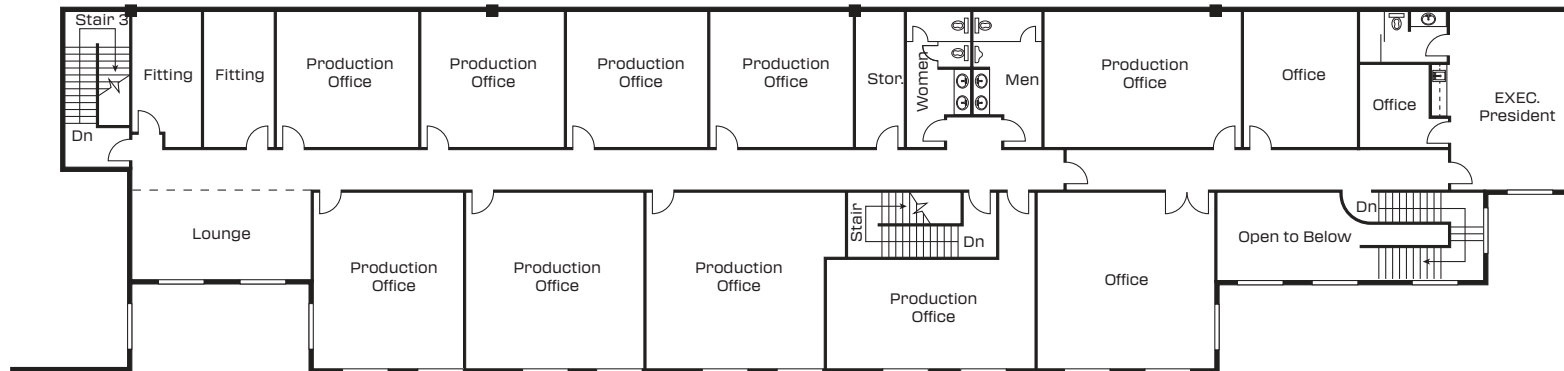 Stair 3
Fitting
Fitting
Production
Office
Production
Office
Production
Office
Production
Office
Stor.
Women
Men
Production
Office
Office
Office
EXEC.
President
Dn
Lounge
Production
Office
Production
Office
Production
Office
Stair
Dn
Production
Office
Office
Open to Below
Dn